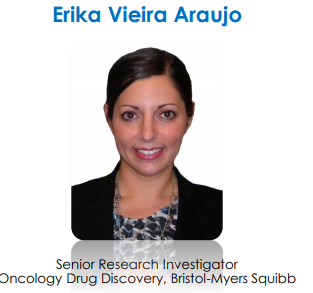 Erika Vieira Araujo
Senior Research Investigator
Oncology Drug Discovery, Bristol-Myers Squibb